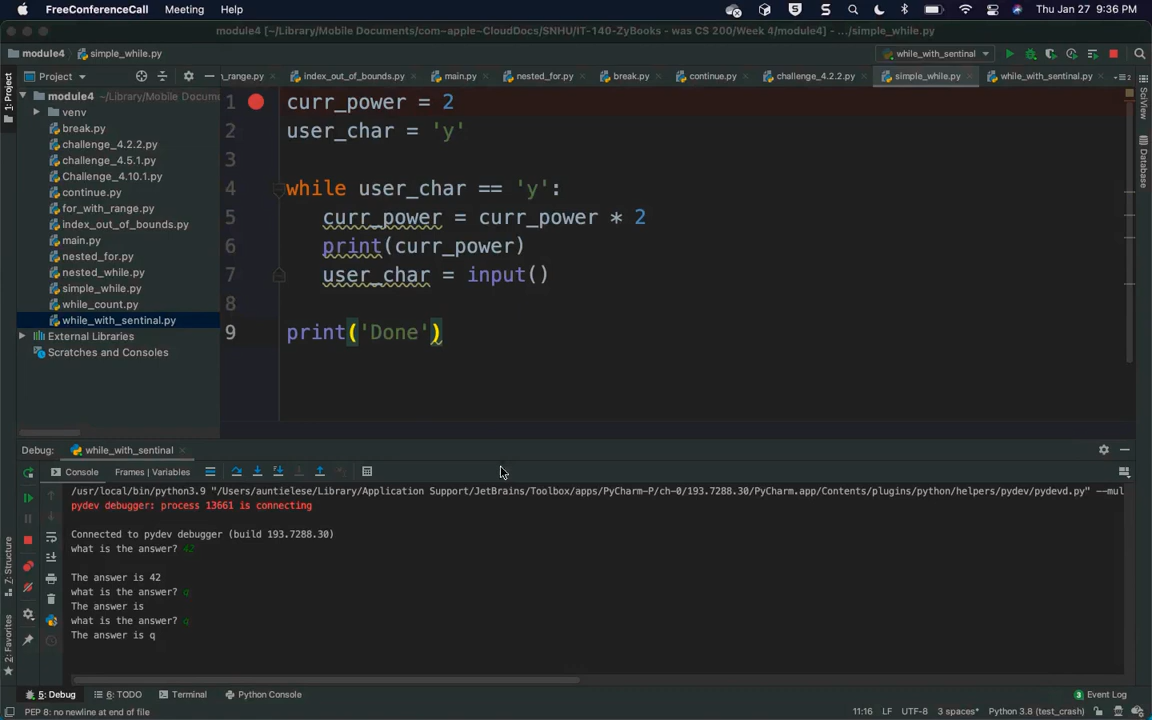 FreeConferenceCall Meeting Help Thu Jan 27 9:36 PM
module4 [~/Library/Mobile Documents/com~apple~CloudDocs/SNHU/IT-140-ZyBooks - was CS 200/Week 4/module4] - .../simple_while.py
module4 simple_while.py while_with_sentinal
Project _range.py index_out_of_bounds.py main.py nested_for.py break.py continue.py challenge_4.2.2.py simple_while.py while_with_sentinal.py
1: Project
module4 ~/Library/Mobile Docume
venv
break.py
challenge_4.2.2.py
challenge_4.5.1.py
Challenge_4.10.1.py
continue.py
for_with_range.py
index_out_of_bounds.py
main.py
nested_for.py
nested_while.py
simple_while.py
while_count.py
while_with_sentinal.py
External Libraries
Scratches and Consoles
1 curr_power = 2
2 user_char = 'y'
3
4 while user_char == 'y':
5 curr_power = curr_power * 2
6 print(curr_power)
7 user_char = input()
8
9 print('Done')
SciView
Database
Debug: while_with_sentinal
Console Frames | Variables
/usr/local/bin/python3.9 "/Users/auntielese/Library/Application Support/JetBrains/Toolbox/apps/PyCharm-P/ch-0/193.7288.30/PyCharm.app/Contents/plugins/python/helpers/pydev/pydevd.py" --mul
pydev debugger: process 13661 is connecting
Connected to pydev debugger (build 193.7288.30)
what is the answer? 42
The answer is 42
what is the answer? q
The answer is
what is the answer? q
The answer is q
Z: Structure
2: Favorites
5: Debug 6: TODO Terminal Python Console 3 Event Log
PEP 8: no newline at end of file 11:16 LF UTF-8 3 spaces* Python 3.8 (test_crash)